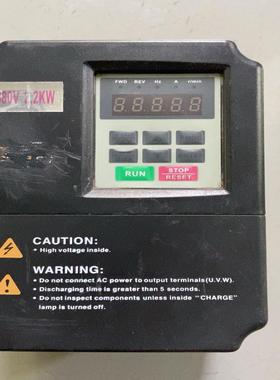 FWD REV Hz A r/min
380V 2.2KW
88888
RUN
STOP
RESET
CAUTION:
• High voltage inside.
WARNING:
• Do not connect AC power to output terminals(U.V.W).
• Discharging time is greater than 5 seconds.
• Do not inspect components unless inside "CHARGE"
lamp is turned off.